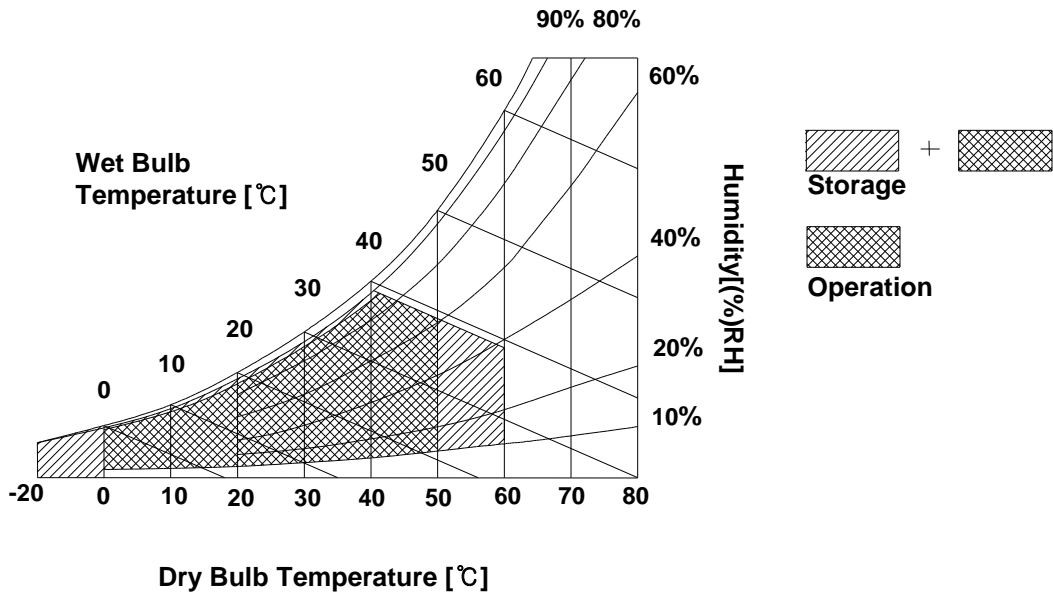 90% 80%
60
60%
50
Wet Bulb
Temperature [℃]
40
40%
30
20
20%
10
10%
0
-20 0 10 20 30 40 50 60 70 80
Dry Bulb Temperature [℃]
Humidity[(%)RH]
+
Storage
Operation